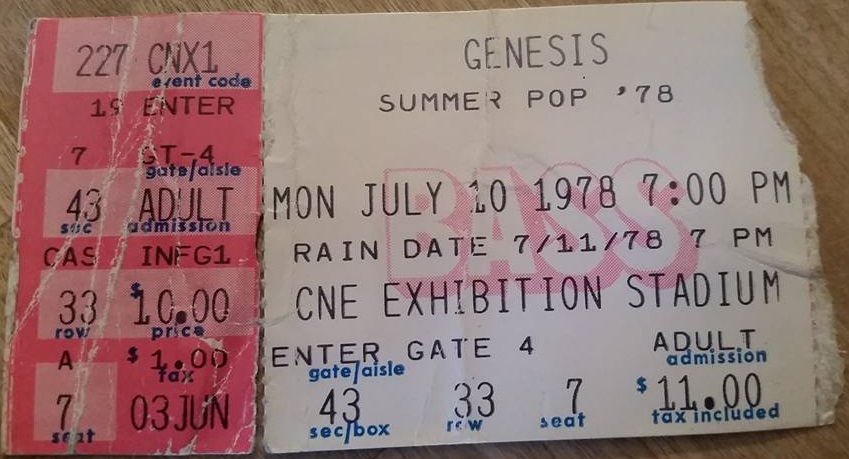 227 CNX1
event code
19 ENTER
7 GT-4
gate/aisle
43 ADULT
sec admission
CAS INFG1
33 $10.00
row price
A $1.00
tax
7 03JUN
seat
GENESIS
SUMMER POP '78
BASS
MON JULY 10 1978 7:00 PM
RAIN DATE 7/11/78 7 PM
CNE EXHIBITION STADIUM
ENTER GATE 4 ADULT
gate/aisle admission
43 33 7 $11.00
sec/box row seat tax included